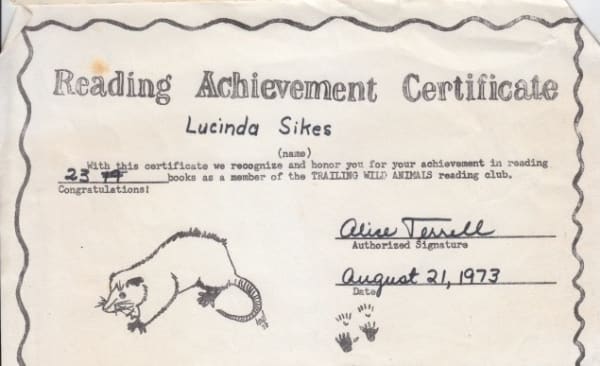 Reading Achievement Certificate
Lucinda Sikes
(name)
With this certificate we recognize and honor you for your achievement in reading
23 books as a member of the TRAILING WILD ANIMALS reading club.
Congratulations!
Alice Terrell
Authorized Signature
August 21, 1973
Date